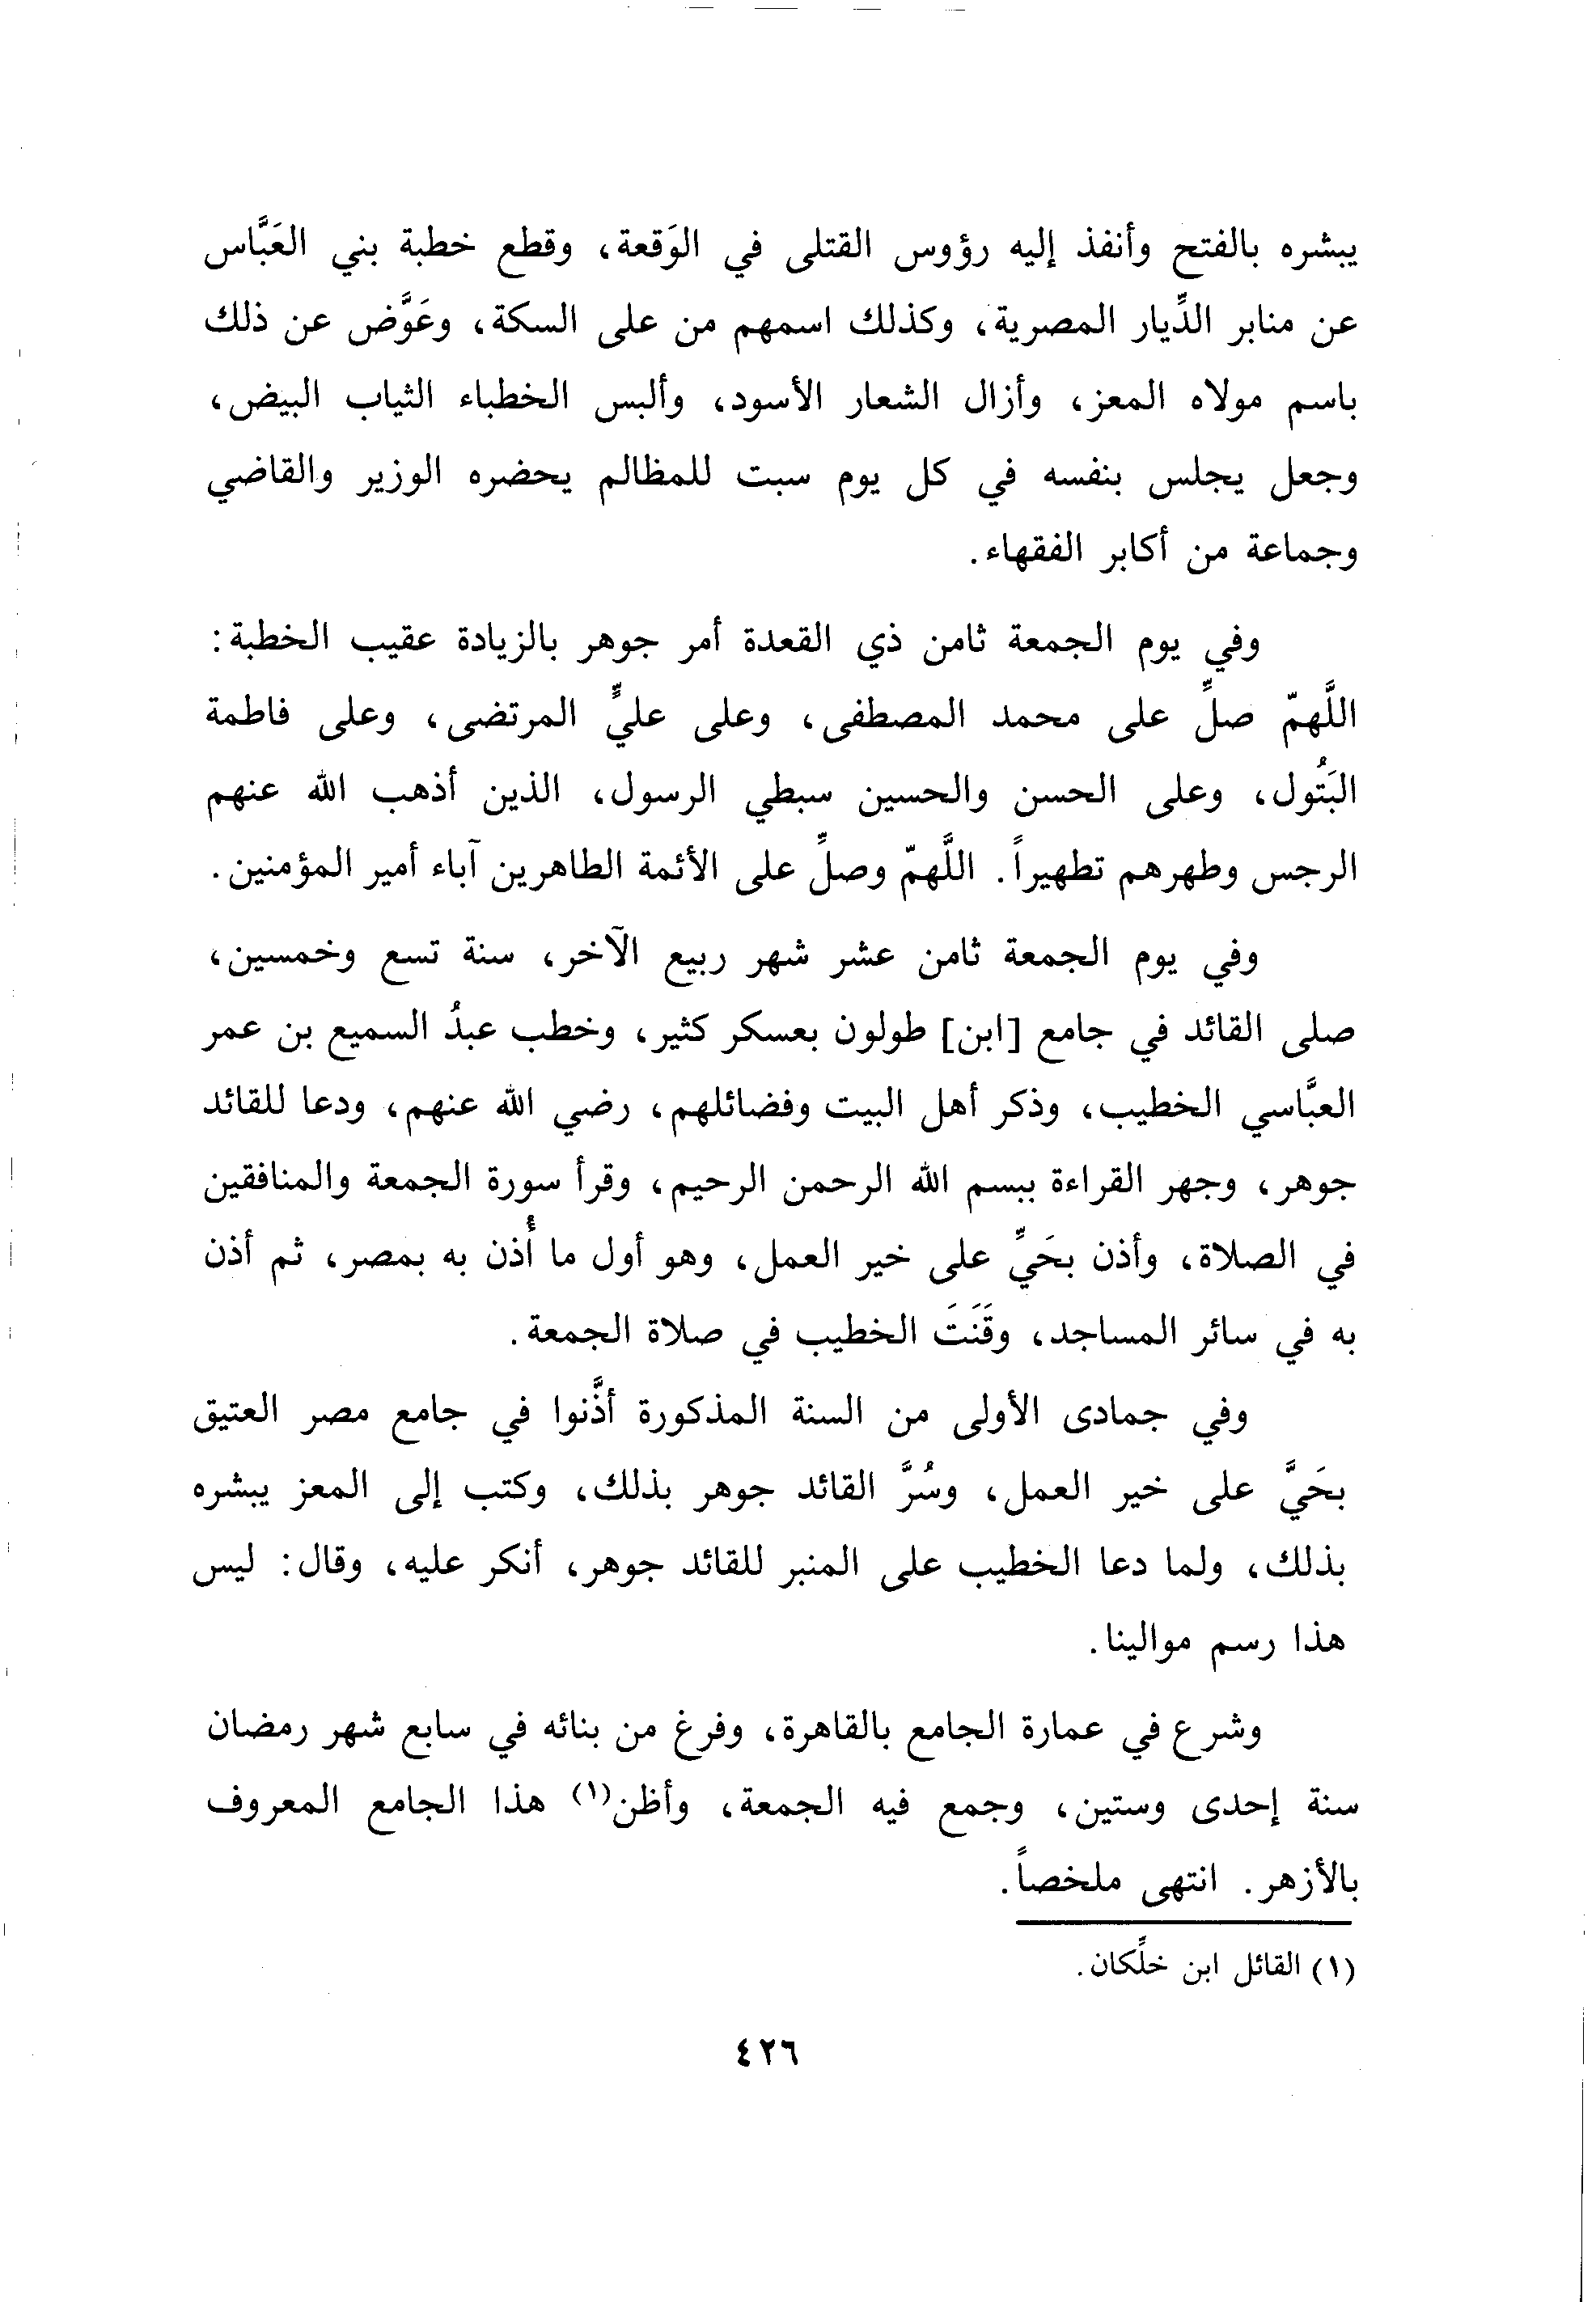 يبشره بالفتح وأنفذ إليه رؤوس القتلى في الوَقعة، وقطع خطبة بني العَبَّاس
عن منابر الدِّيار المصرية، وكذلك اسمهم من على السكة، وعَوَّض عن ذلك
باسم مولاه المعز، وأزال الشعار الأسود، وألبس الخطباء الثياب البيض،
وجعل يجلس بنفسه في كل يوم سبت للمظالم يحضره الوزير والقاضي
وجماعة من أكابر الفقهاء.
وفي يوم الجمعة ثامن ذي القعدة أمر جوهر بالزيادة عقيب الخطبة:
اللَّهمّ صلِّ على محمد المصطفى، وعلى عليٍّ المرتضى، وعلى فاطمة
البَتُول، وعلى الحسن والحسين سبطي الرسول، الذين أذهب الله عنهم
الرجس وطهرهم تطهيراً. اللَّهمّ وصلِّ على الأئمة الطاهرين آباء أمير المؤمنين.
وفي يوم الجمعة ثامن عشر شهر ربيع الآخر، سنة تسع وخمسين،
صلى القائد في جامع [ابن] طولون بعسكر كثير، وخطب عبدُ السميع بن عمر
العبَّاسي الخطيب، وذكر أهل البيت وفضائلهم، رضي الله عنهم، ودعا للقائد
جوهر، وجهر القراءة ببسم الله الرحمن الرحيم، وقرأ سورة الجمعة والمنافقين
في الصلاة، وأذن بحَيِّ على خير العمل، وهو أول ما أُذن به بمصر، ثم أذن
به في سائر المساجد، وقَنَتَ الخطيب في صلاة الجمعة.
وفي جمادى الأولى من السنة المذكورة أذَّنوا في جامع مصر العتيق
بحَيَّ على خير العمل، وسُرَّ القائد جوهر بذلك، وكتب إلى المعز يبشره
بذلك، ولما دعا الخطيب على المنبر للقائد جوهر، أنكر عليه، وقال: ليس
هذا رسم موالينا.
وشرع في عمارة الجامع بالقاهرة، وفرغ من بنائه في سابع شهر رمضان
سنة إحدى وستين، وجمع فيه الجمعة، وأظن(١) هذا الجامع المعروف
بالأزهر. انتهى ملخصاً.
(١) القائل ابن خلِّكان.
٤٢٦